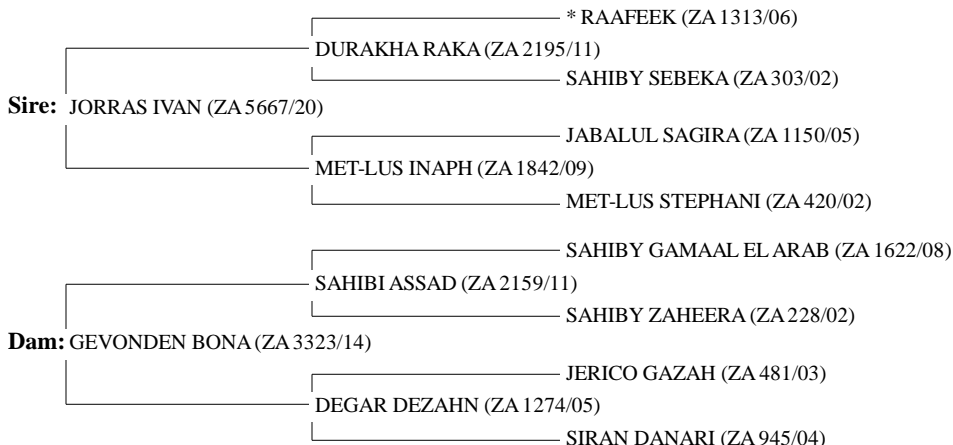 * RAAFEEK (ZA 1313/06)
DURAKHA RAKA (ZA 2195/11)
SAHIBY SEBEKA (ZA 303/02)
Sire: JORRAS IVAN (ZA 5667/20)
JABALUL SAGIRA (ZA 1150/05)
MET-LUS INAPH (ZA 1842/09)
MET-LUS STEPHANI (ZA 420/02)
SAHIBY GAMAAL EL ARAB (ZA 1622/08)
SAHIBI ASSAD (ZA 2159/11)
SAHIBY ZAHEERA (ZA 228/02)
Dam: GEVONDEN BONA (ZA 3323/14)
JERICO GAZAH (ZA 481/03)
DEGAR DEZAHN (ZA 1274/05)
SIRAN DANARI (ZA 945/04)